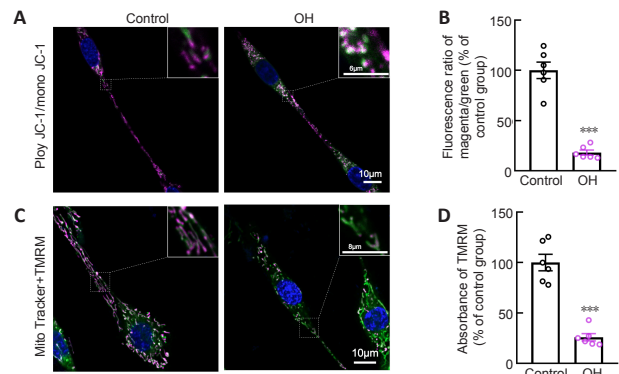 A
Control
OH
Ploy JC-1/mono JC-1
6μm
10μm
B
Fluorescence ratio of
magenta/green (% of
control group)
150
100
50
0
***
Control
OH
C
Mito Tracker+TMRM
8μm
10μm
D
Absorbance of TMRM
(% of control group)
150
100
50
0
***
Control
OH